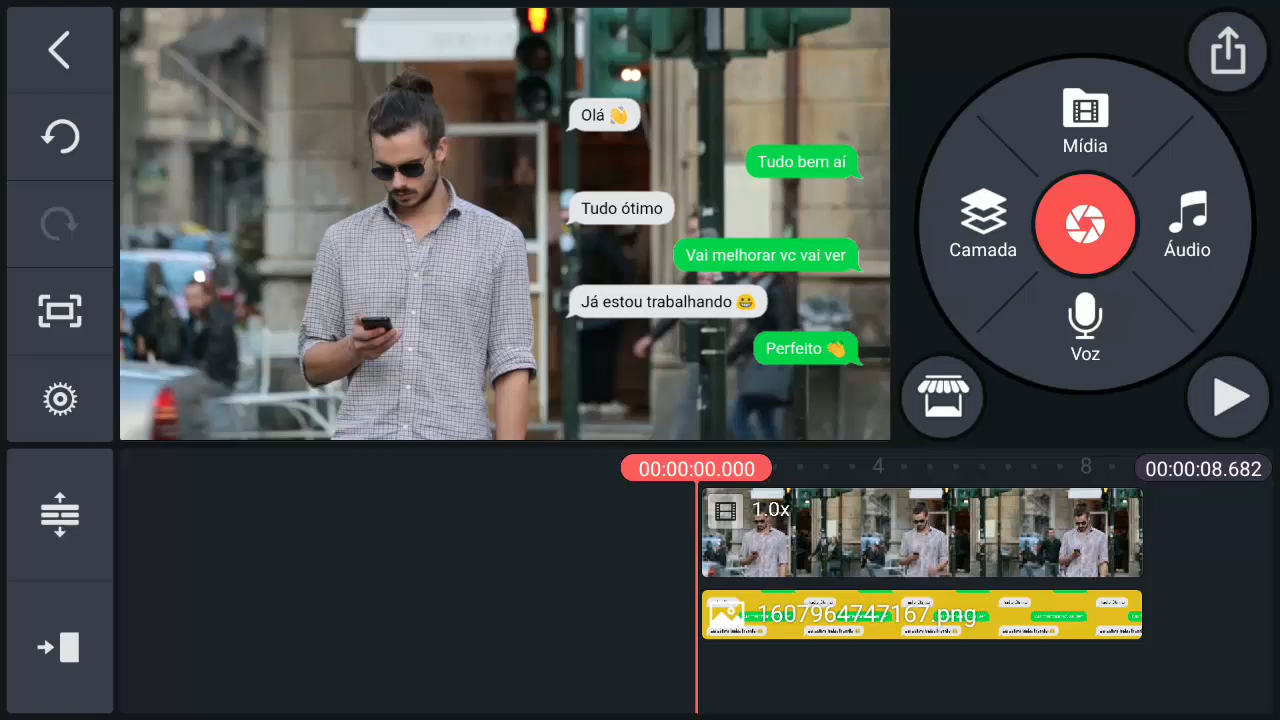 Olá 👋
Tudo bem aí
Tudo ótimo
Vai melhorar vc vai ver
Já estou trabalhando 😀
Perfeito 👏
Mídia
Camada
Áudio
Voz
00:00:00.000
4
8
00:00:08.682
1.0x
1607964747167.png